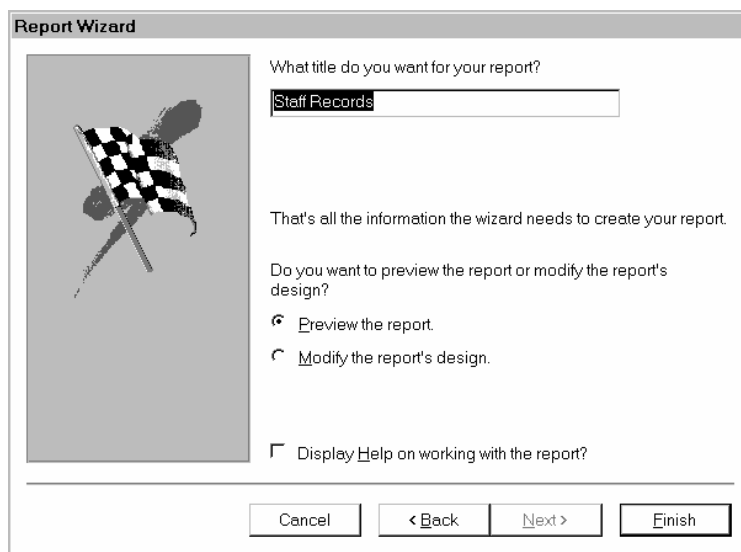 Report Wizard
What title do you want for your report?
Staff Records
That's all the information the wizard needs to create your report.
Do you want to preview the report or modify the report's
design?
Preview the report.
Modify the report's design.
Display Help on working with the report?
Cancel
< Back
Next >
Finish